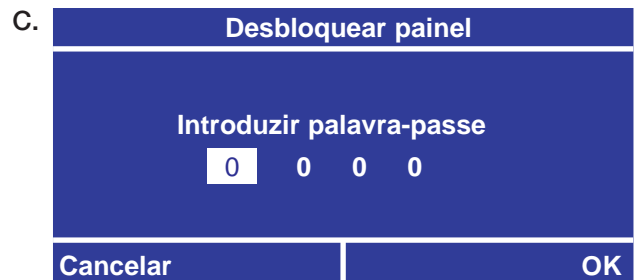 C.
Desbloquear painel
Introduzir palavra-passe
0 0 0 0
Cancelar OK